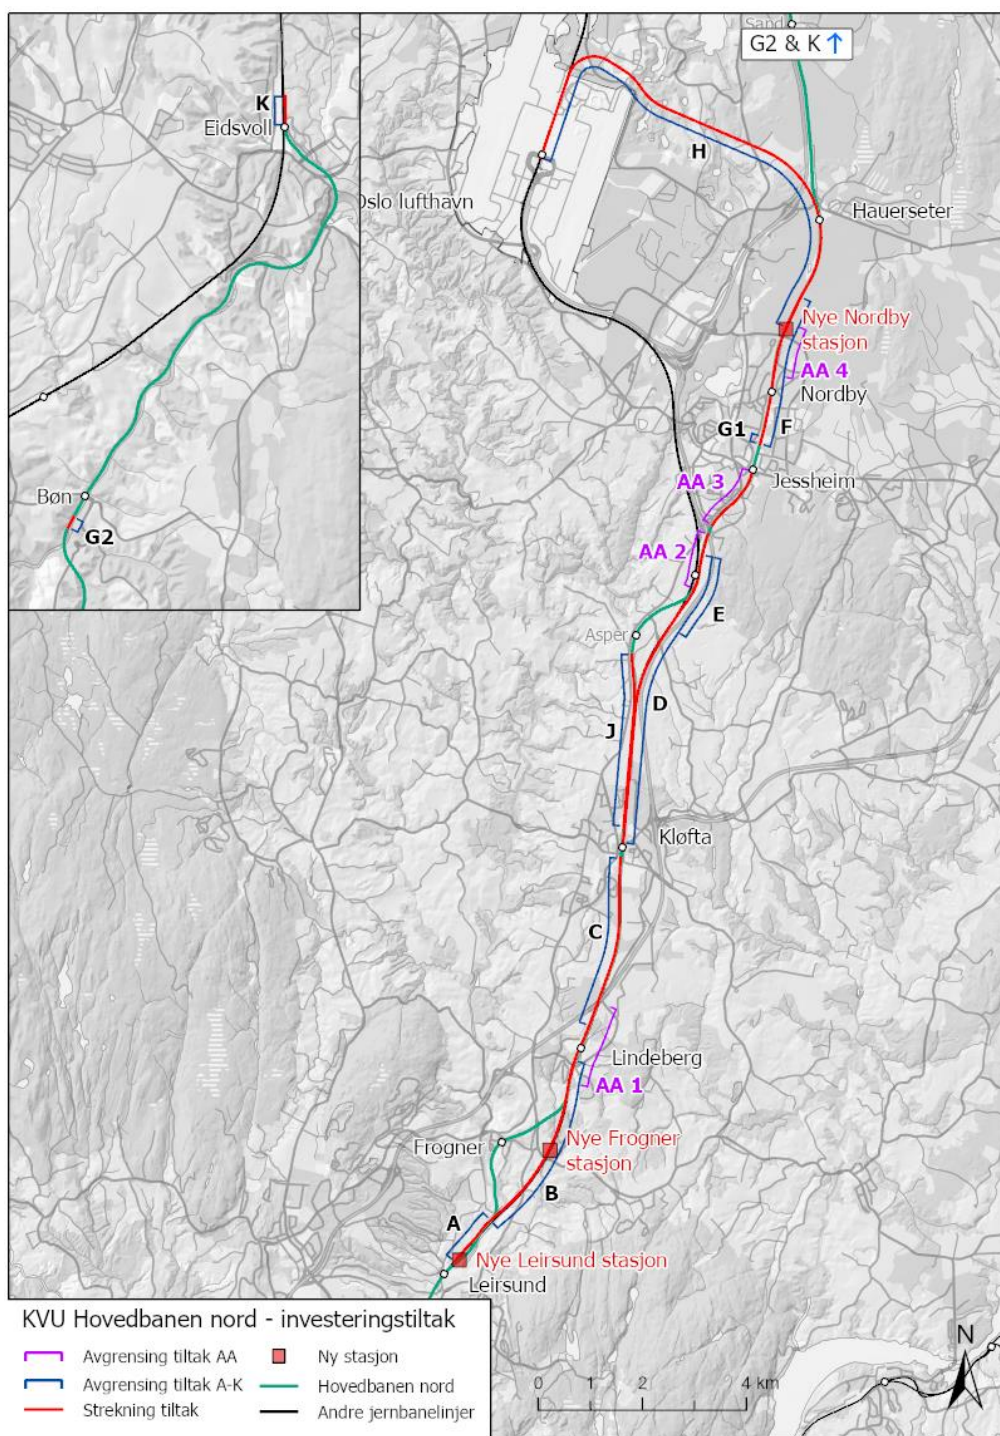 Sand
G2 & K ↑
K
Eidsvoll
H
Oslo lufthavn
Hauerseter
Nye Nordby
stasjon
AA 4
Nordby
G1
F
Jessheim
AA 3
Bøn
G2
AA 2
E
Asper
D
J
Kløfta
C
Lindeberg
AA 1
Frogner
Nye Frogner
stasjon
B
A
Nye Leirsund stasjon
Leirsund
KVU Hovedbanen nord - investeringstiltak
Avgrensing tiltak AA
Ny stasjon
Avgrensing tiltak A-K
Hovedbanen nord
Strekning tiltak
Andre jernbanelinjer
N
0 1 2 4 km